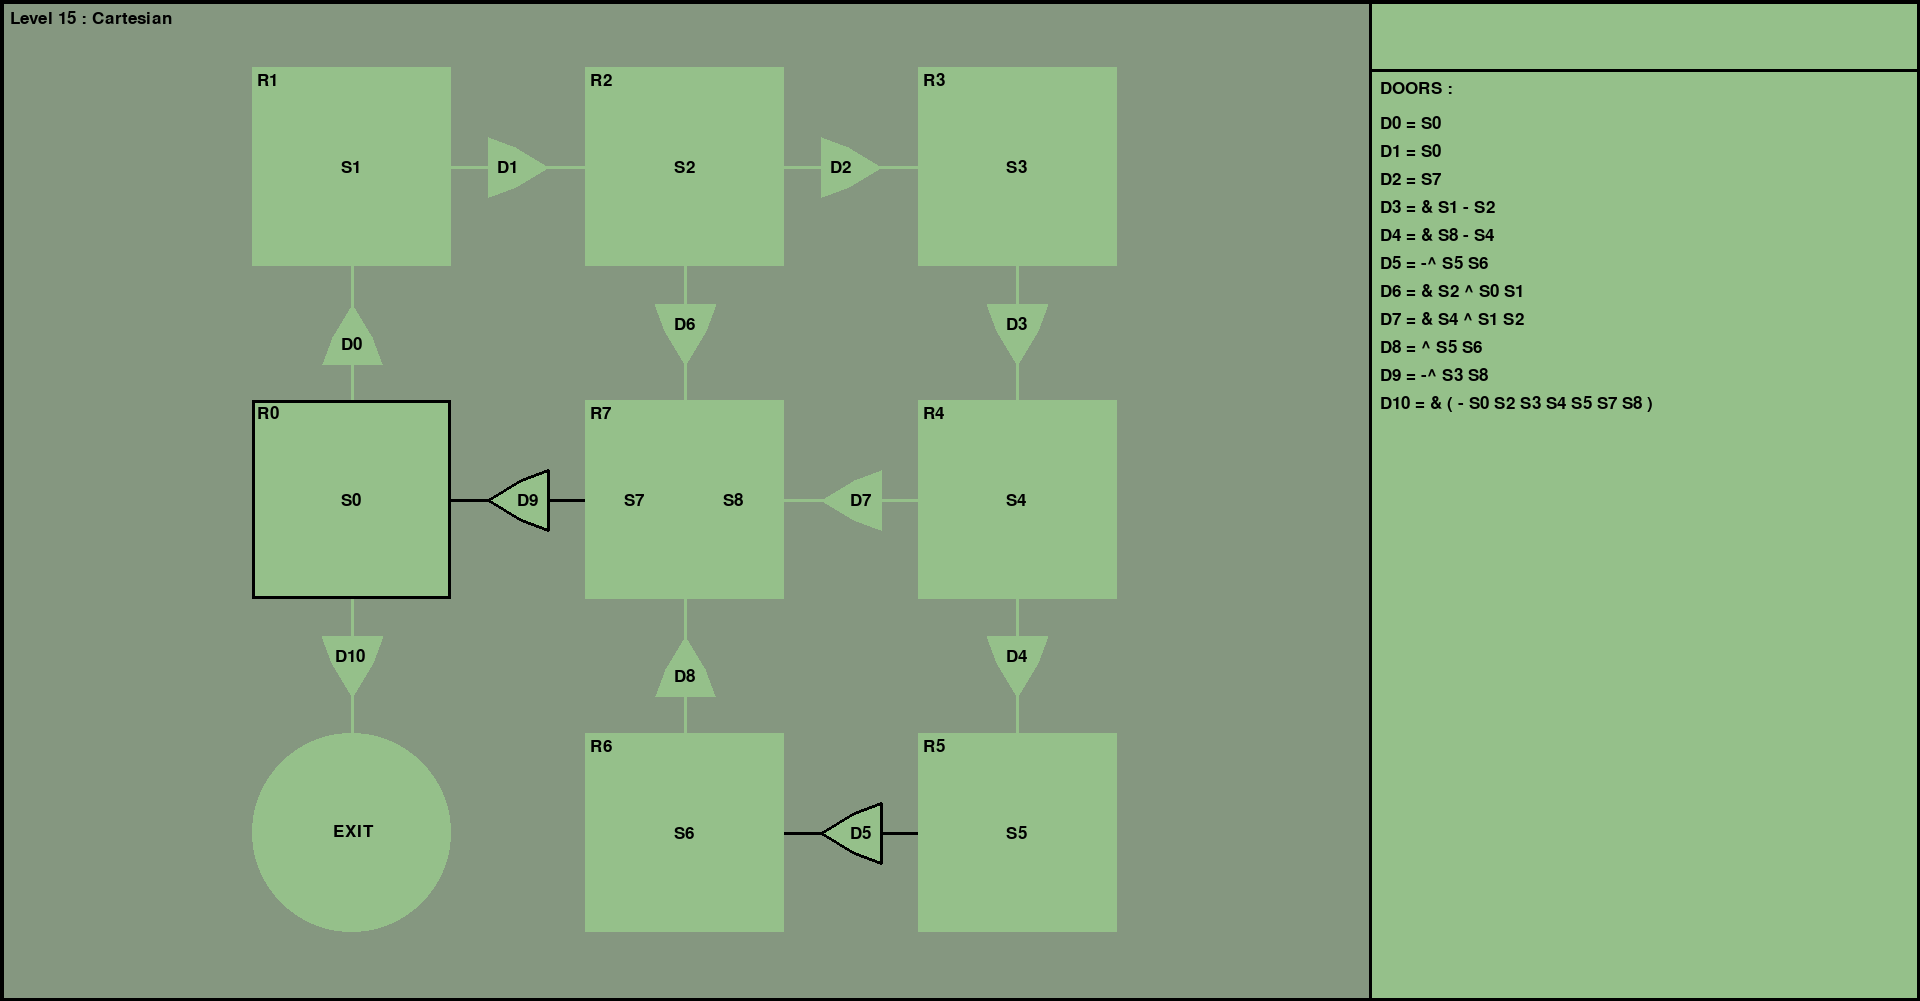 Level 15 : Cartesian
R1
S1
D1
R2
S2
D2
R3
S3
D0
D6
D3
R0
S0
D9
R7
S7 S8
D7
R4
S4
D10
D8
D4
EXIT
R6
S6
D5
R5
S5
DOORS :
D0 = S0
D1 = S0
D2 = S7
D3 = & S1 - S2
D4 = & S8 - S4
D5 = -^ S5 S6
D6 = & S2 ^ S0 S1
D7 = & S4 ^ S1 S2
D8 = ^ S5 S6
D9 = -^ S3 S8
D10 = & ( - S0 S2 S3 S4 S5 S7 S8 )